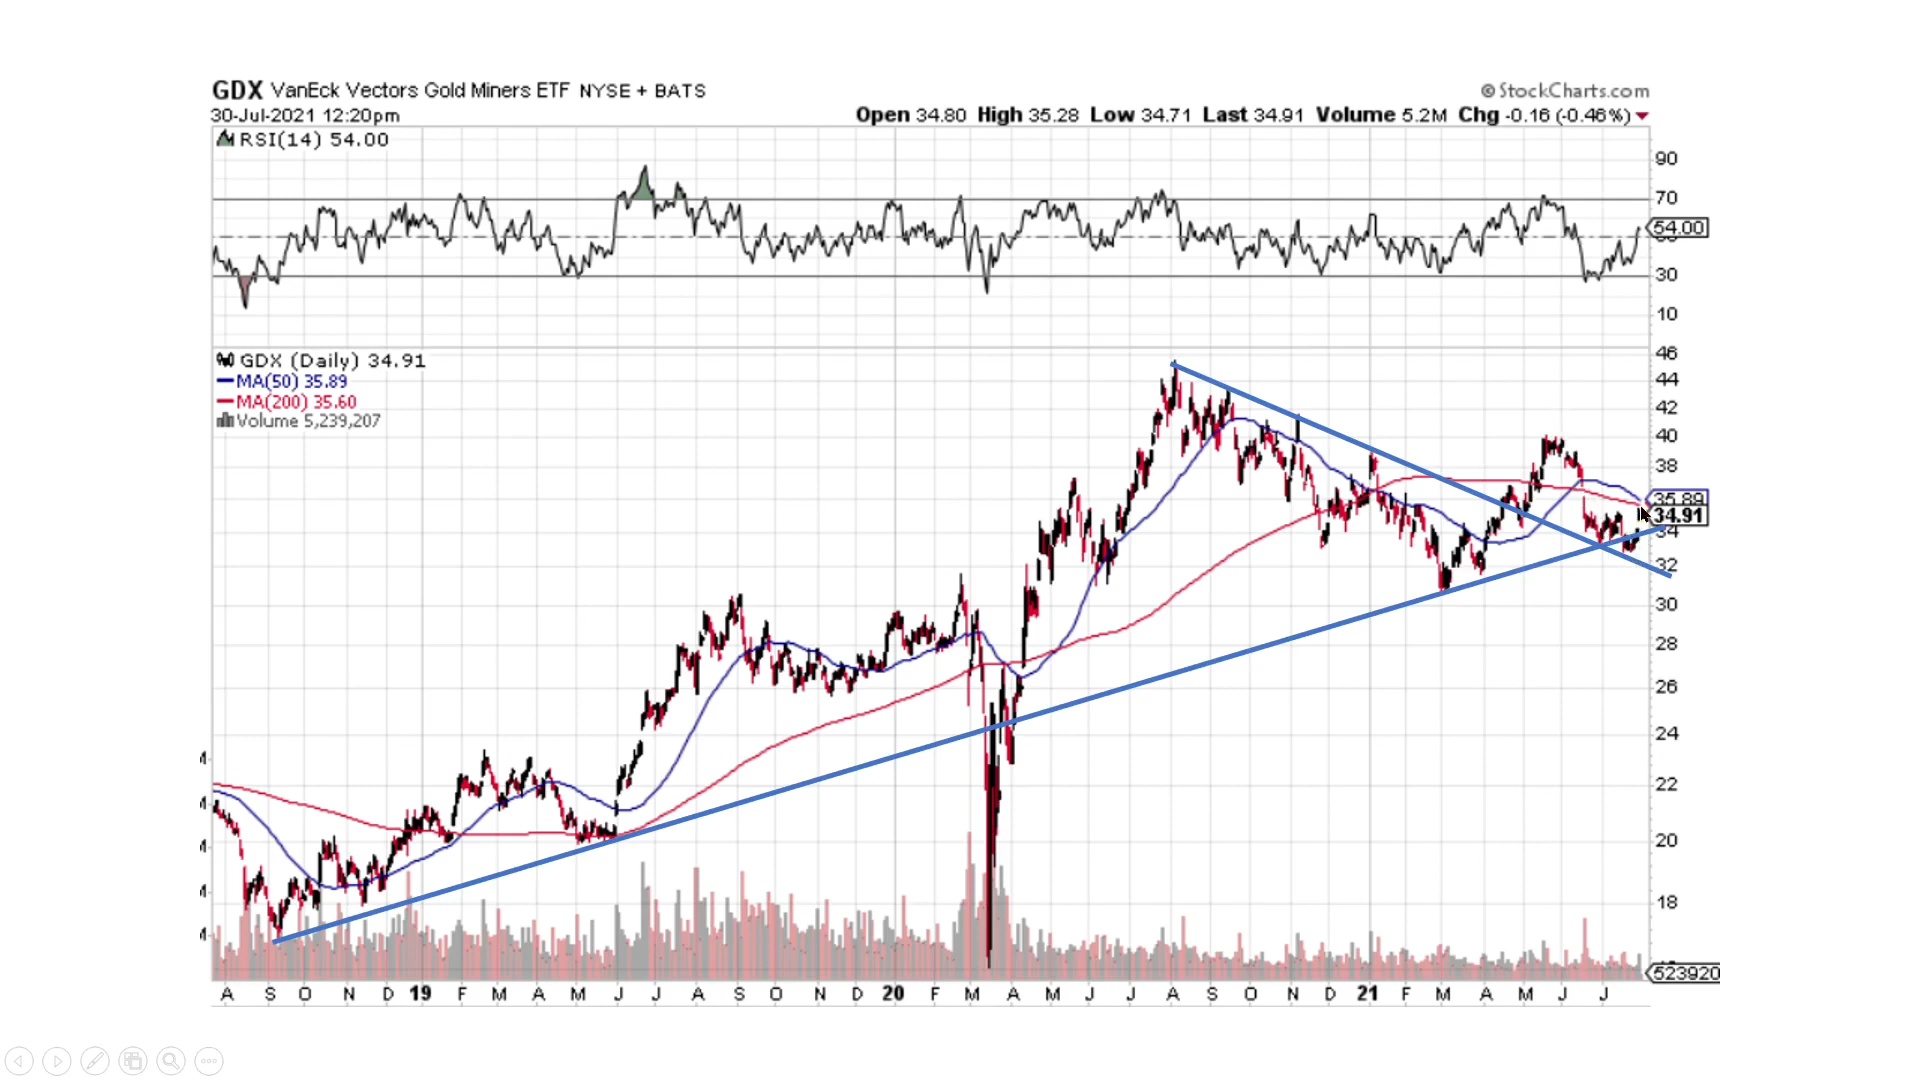 GDX VanEck Vectors Gold Miners ETF NYSE + BATS © StockCharts.com
30-Jul-2021 12:20pm Open 34.80 High 35.28 Low 34.71 Last 34.91 Volume 5.2M Chg -0.16 (-0.46%)
RSI(14) 54.00
90
70
54.00
30
10
GDX (Daily) 34.91
MA(50) 35.89
MA(200) 35.60
Volume 5,239,207
46
44
42
40
38
35.89
34.91
34
32
30
28
26
24
22
20
18
523920
A S O N D 19 F M A M J J A S O N D 20 F M A M J J A S O N D 21 F M A M J J